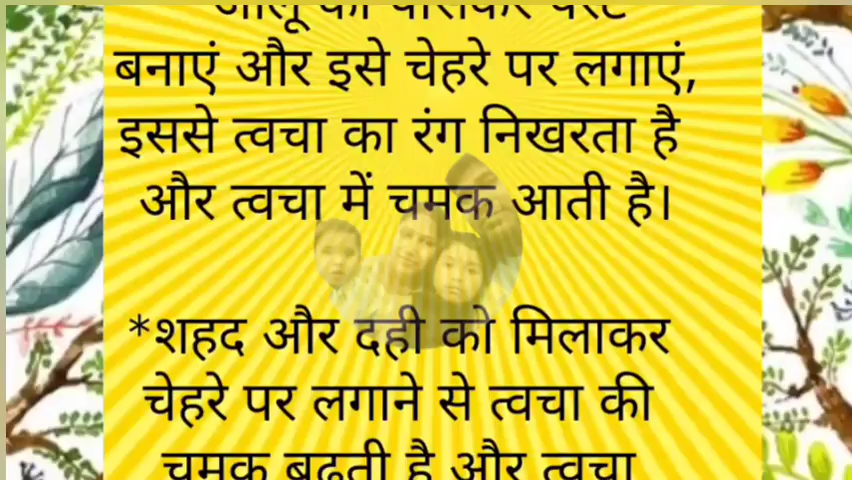 बनाएं और इसे चेहरे पर लगाएं,
इससे त्वचा का रंग निखरता है
और त्वचा में चमक आती है।
*शहद और दही को मिलाकर
चेहरे पर लगाने से त्वचा की
चमक बढ़ती है और त्वचा